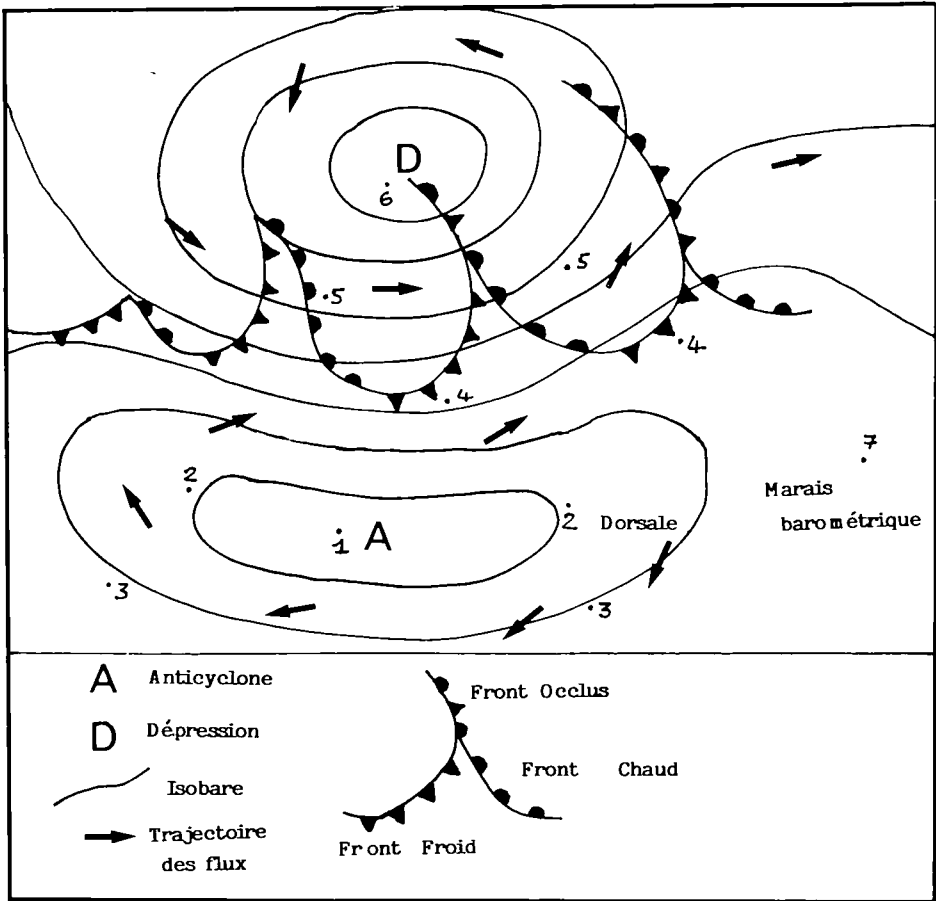 D
6
.5
.5
.4
.4
7
Marais
barométrique
2
2
Dorsale
1
A
.3
.3
A Anticyclone
D Dépression
Isobare
Trajectoire
des flux
Front Occlus
Front Chaud
Front Froid